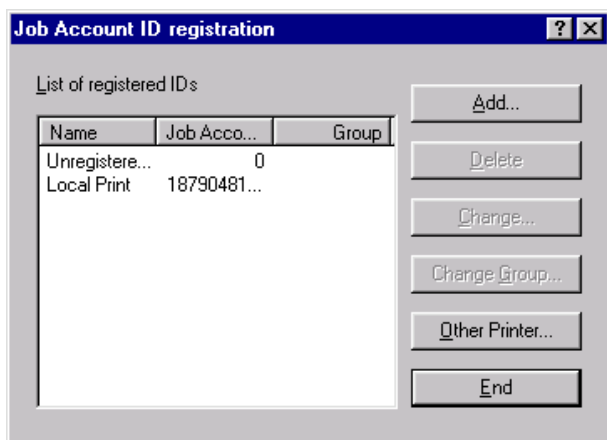 Job Account ID registration
List of registered IDs
Name Job Acco... Group
Unregistere... 0
Local Print 18790481...
Add...
Delete
Change...
Change Group...
Other Printer...
End